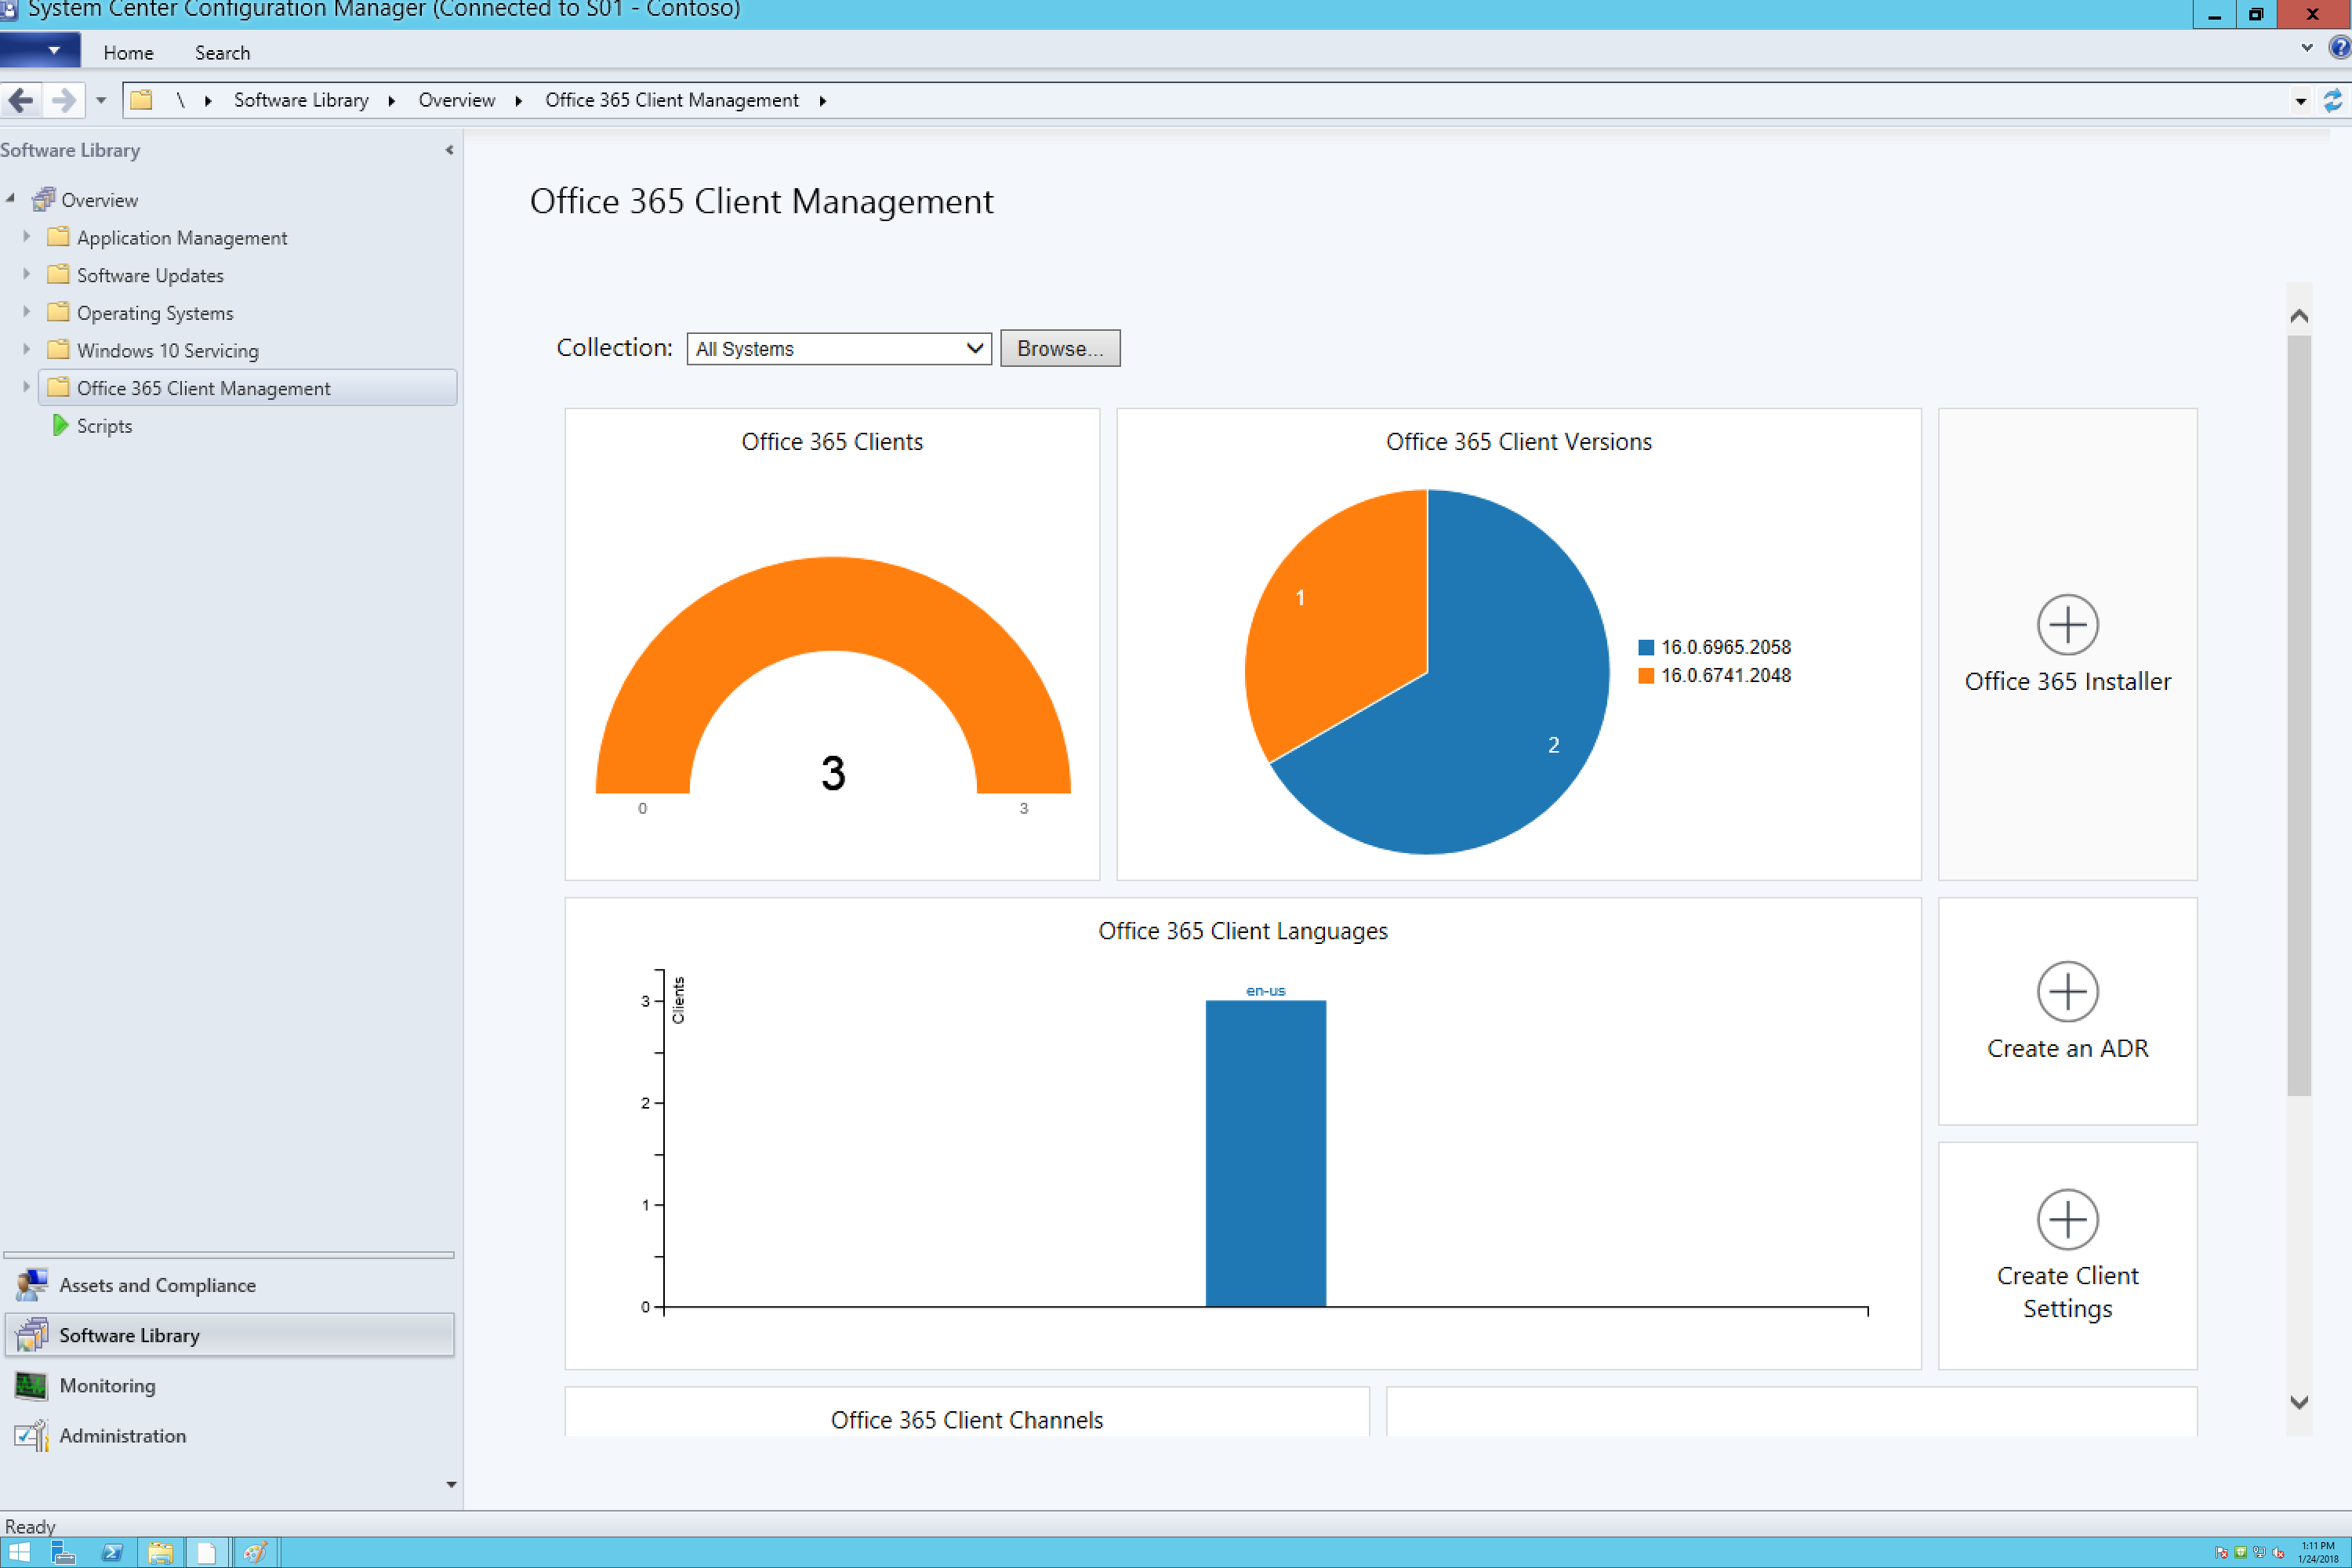 System Center Configuration Manager (Connected to S01 - Contoso)
Home Search
\ Software Library Overview Office 365 Client Management
Software Library
Overview
Application Management
Software Updates
Operating Systems
Windows 10 Servicing
Office 365 Client Management
Scripts
Assets and Compliance
Software Library
Monitoring
Administration
Office 365 Client Management
Collection: All Systems Browse...
Office 365 Clients
3
0 3
Office 365 Client Versions
1
2
16.0.6965.2058
16.0.6741.2048
Office 365 Installer
Office 365 Client Languages
Clients
en-us
3
2
1
0
Create an ADR
Create Client
Settings
Office 365 Client Channels
Ready
1:11 PM
1/24/2018